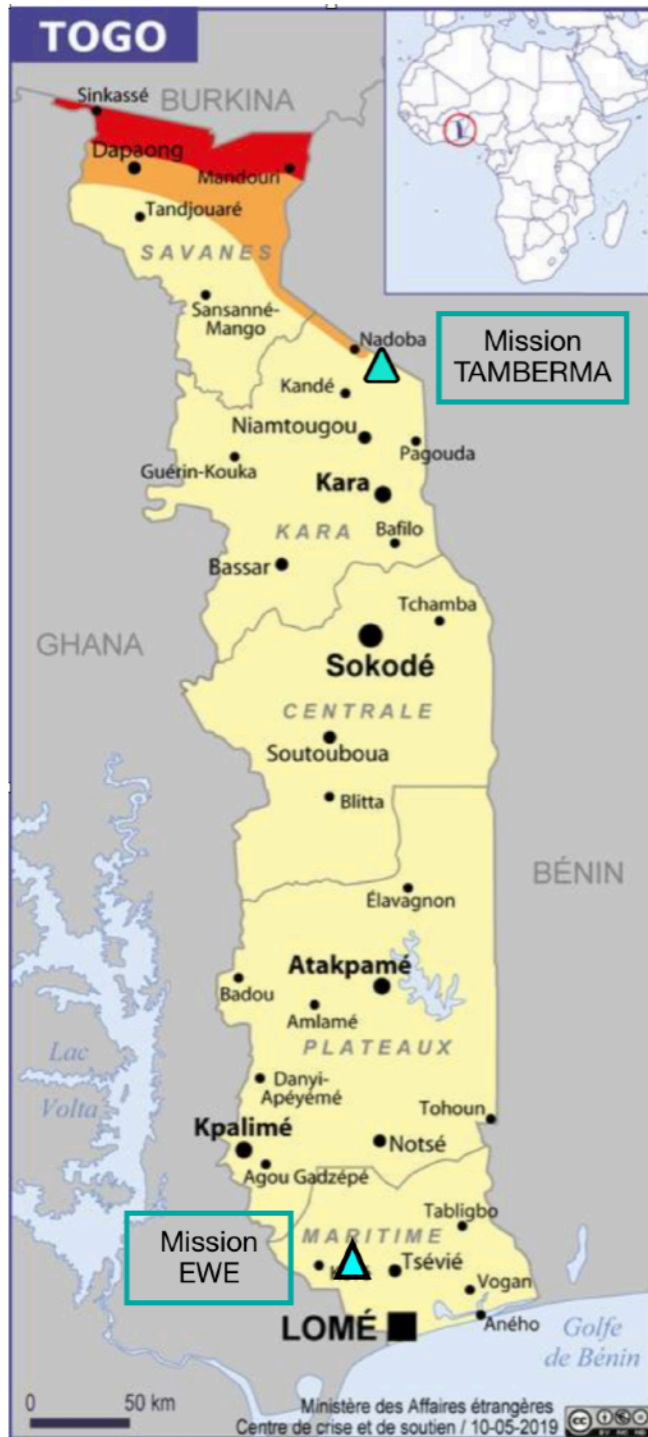 TOGO
Sinkassé
BURKINA
Dapaong
Mandouri
Tandjouaré
SAVANES
Sansanné-
Mango
Nadoba
Mission
TAMBERMA
Kandé
Niamtougou
Pagouda
Guérin-Kouka
Kara
KARA
Bafilo
Bassar
Tchamba
GHANA
Sokodé
CENTRALE
Soutouboua
Blitta
BÉNIN
Élavagnon
Atakpamé
Badou
Amlamé
PLATEAUX
Lac
Volta
Danyi-
Apéyémé
Tohoun
Kpalimé
Notsé
Agou Gadzépé
Tabligbo
MARITIME
Mission
EWE
Tsévié
Vogan
LOMÉ
Aného
Golfe
de Bénin
0 50 km
Ministère des Affaires étrangères
Centre de crise et de soutien / 10-05-2019